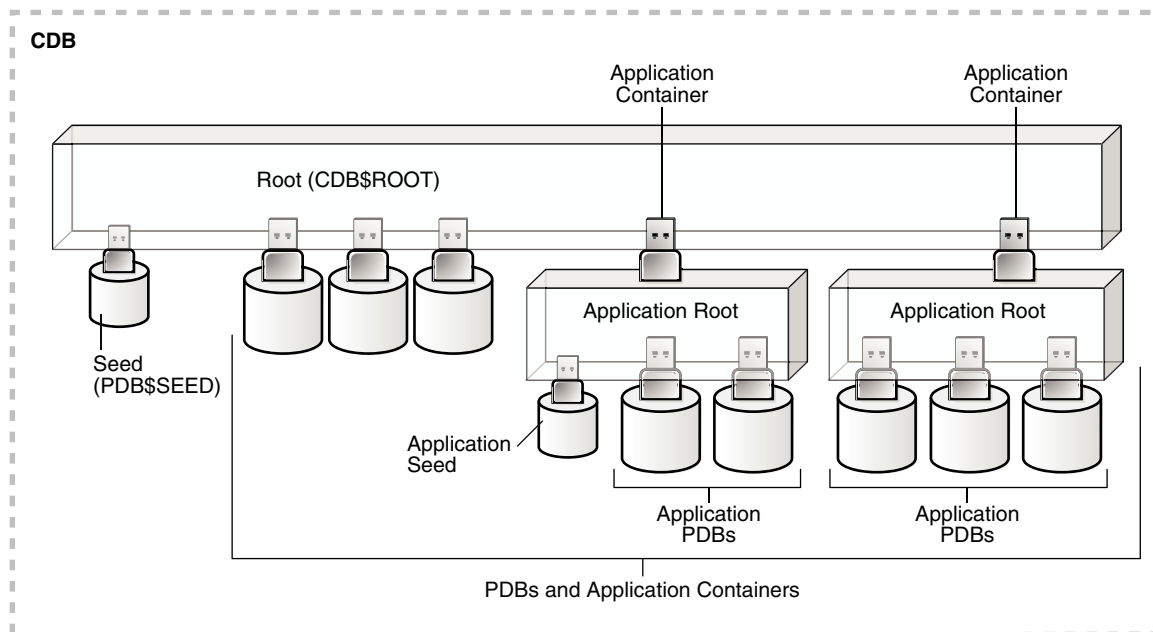 CDB
Application
Container
Application
Container
Root (CDB$ROOT)
Application Root
Application Root
Seed
(PDB$SEED)
Application
Seed
Application
PDBs
Application
PDBs
PDBs and Application Containers